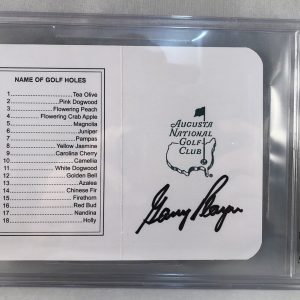 NAME OF GOLF HOLES
1 Tea Olive
2 Pink Dogwood
3 Flowering Peach
4 Flowering Crab Apple
5 Magnolia
6 Juniper
7 Pampas
8 Yellow Jasmine
9 Carolina Cherry
10 Camellia
11 White Dogwood
12 Golden Bell
13 Azalea
14 Chinese Fir
15 Firethorn
16 Red Bud
17 Nandina
18 Holly
AUGUSTA
NATIONAL
GOLF
CLUB
Gary Player